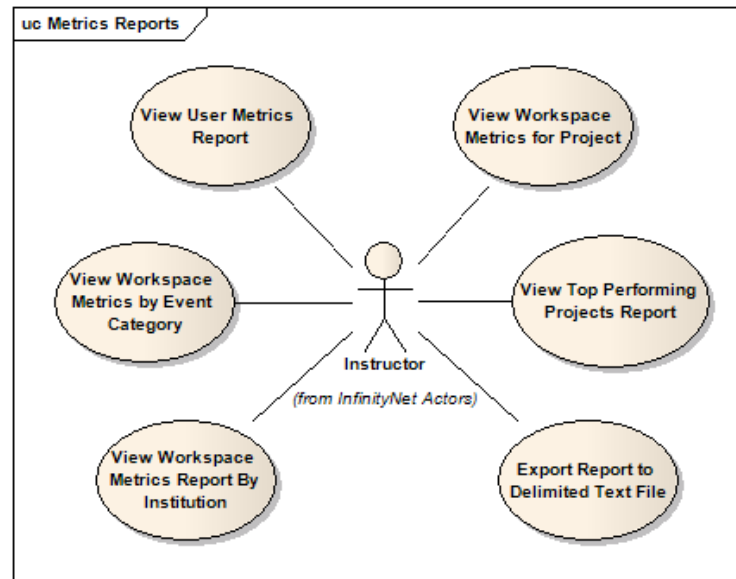 uc Metrics Reports
View User Metrics
Report
View Workspace
Metrics for Project
View Workspace
Metrics by Event
Category
View Top Performing
Projects Report
Instructor
(from InfinityNet Actors)
View Workspace
Metrics Report By
Institution
Export Report to
Delimited Text File